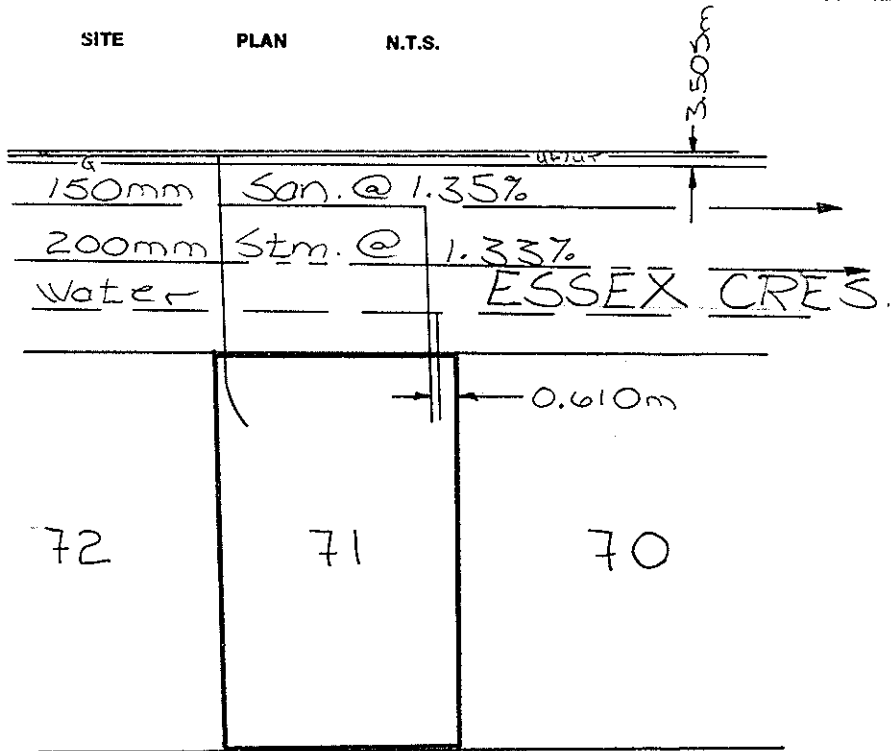 SITE PLAN N.T.S.
3.505m
G
150mm San. @ 1.35%
200mm Stm. @ 1.33%
Water ESSEX CRES.
0.610m
72 71 70